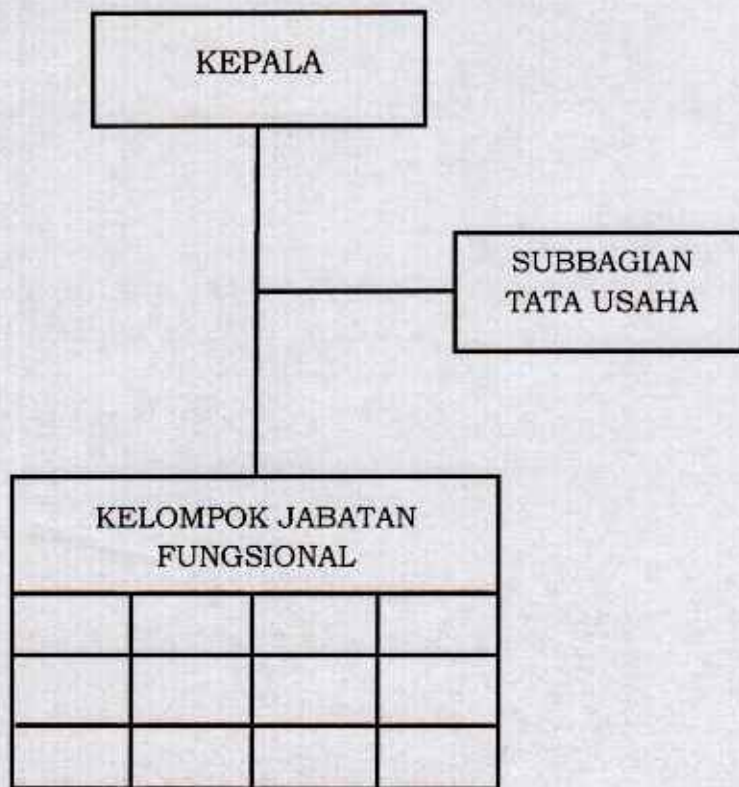 KEPALA
SUBBAGIAN
TATA USAHA
KELOMPOK JABATAN
FUNGSIONAL